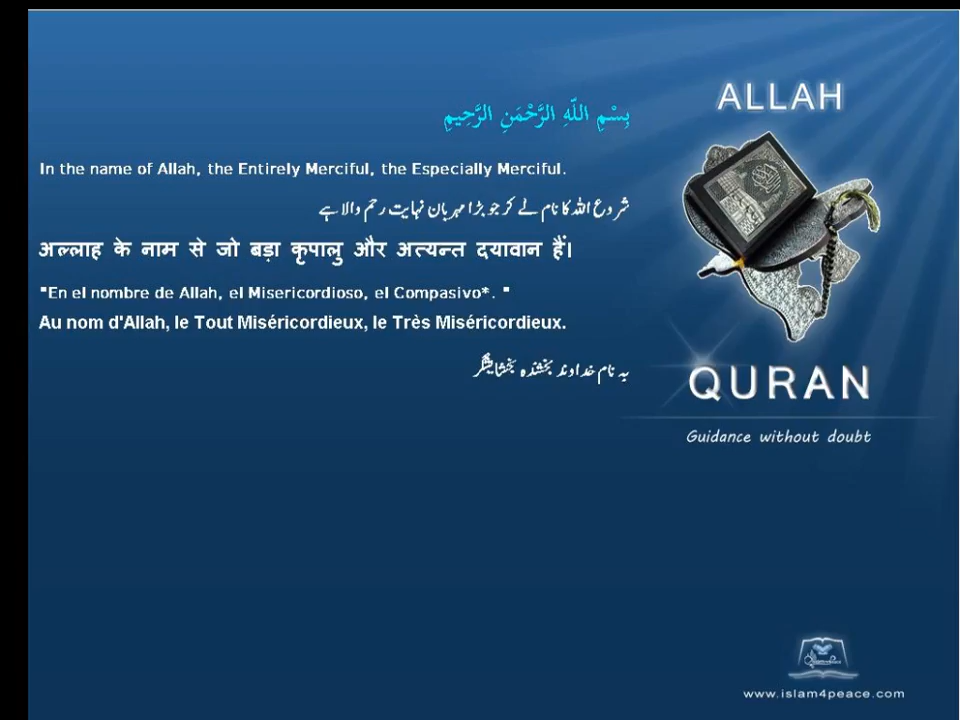 بِسْمِ اللَّهِ الرَّحْمَنِ الرَّحِيمِ
In the name of Allah, the Entirely Merciful, the Especially Merciful.
شروع الله کا نام لے کر جو بڑا مہربان نہایت رحم والا ہے
अल्लाह के नाम से जो बड़ा कृपालु और अत्यन्त दयावान हैं।
"En el nombre de Allah, el Misericordioso, el Compasivo*. "
Au nom d'Allah, le Tout Miséricordieux, le Très Miséricordieux.
به نام خداوند بخشنده بخشایشگر
ALLAH
QURAN
Guidance without doubt
www.islam4peace.com